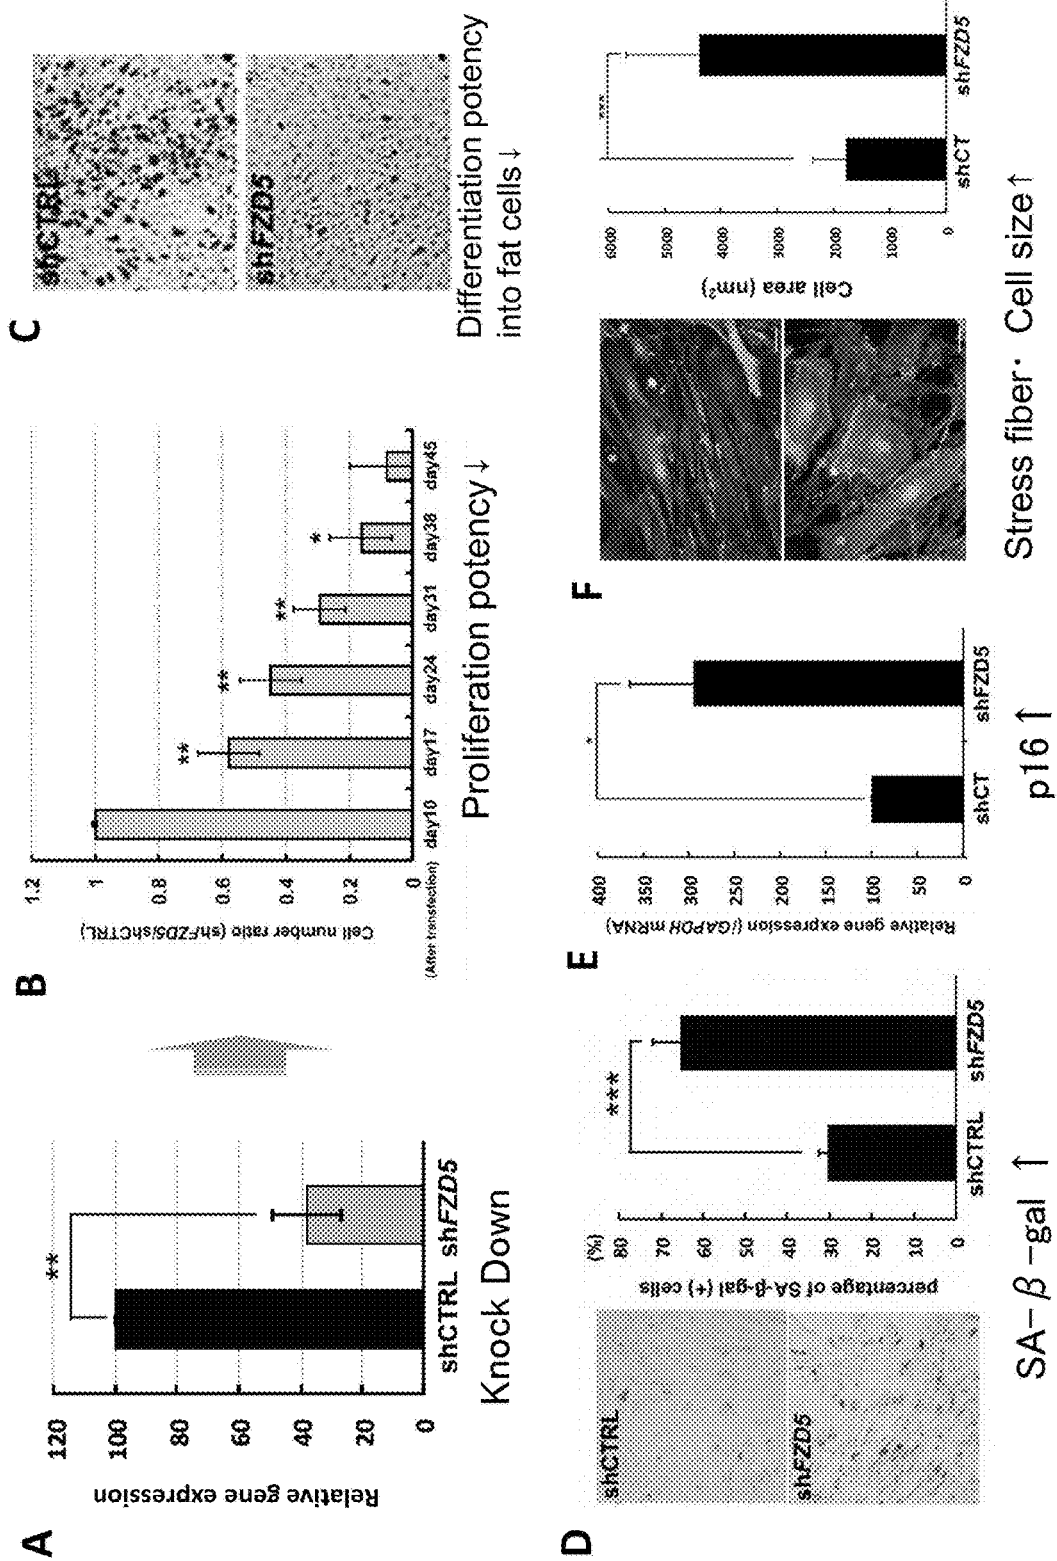 A
Relative gene expression
120
100
80
60
40
20
0
**
shCTRL shFZD5
Knock Down
B
Cell number ratio (shFZD5/shCTRL)
1.2
1
0.8
0.6
0.4
0.2
0
**
**
**
*
(After transfection)
day10 day17 day24 day31 day38 day45
Proliferation potency↓
C
shCTRL
shFZD5
Differentiation potency
into fat cells↓
D
shCTRL
shFZD5
percentage of SA-β-gal (+) cells
(%)
80
70
60
50
40
30
20
10
0
***
shCTRL shFZD5
SA-β-gal ↑
E
Relative gene expression (/GAPDH mRNA)
400
350
300
250
200
150
100
50
0
*
shCT shFZD5
p16 ↑
F
Cell area (nm²)
6000
5000
4000
3000
2000
1000
0
***
shCT shFZD5
Stress fiber· Cell size↑